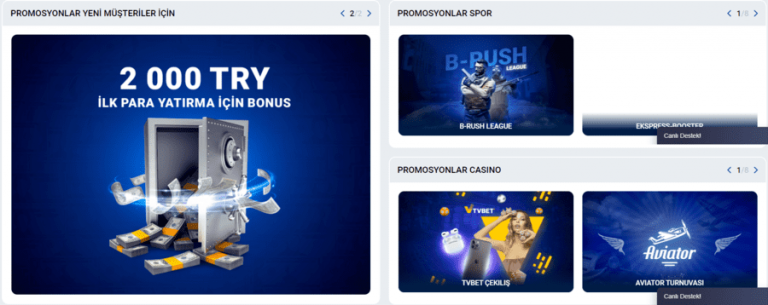 PROMOSYONLAR YENİ MÜŞTERİLER İÇİN
2/2
2 000 TRY
İLK PARA YATIRMA İÇİN BONUS
PROMOSYONLAR SPOR
1/8
B-RUSH
LEAGUE
B-RUSH LEAGUE
EKSPRESS-BOOSTER
Canlı Destek!
PROMOSYONLAR CASINO
1/8
TVBET
TVBET ÇEKILIŞ
Aviator
AVIATOR TURNUVASI
Canlı Destek!